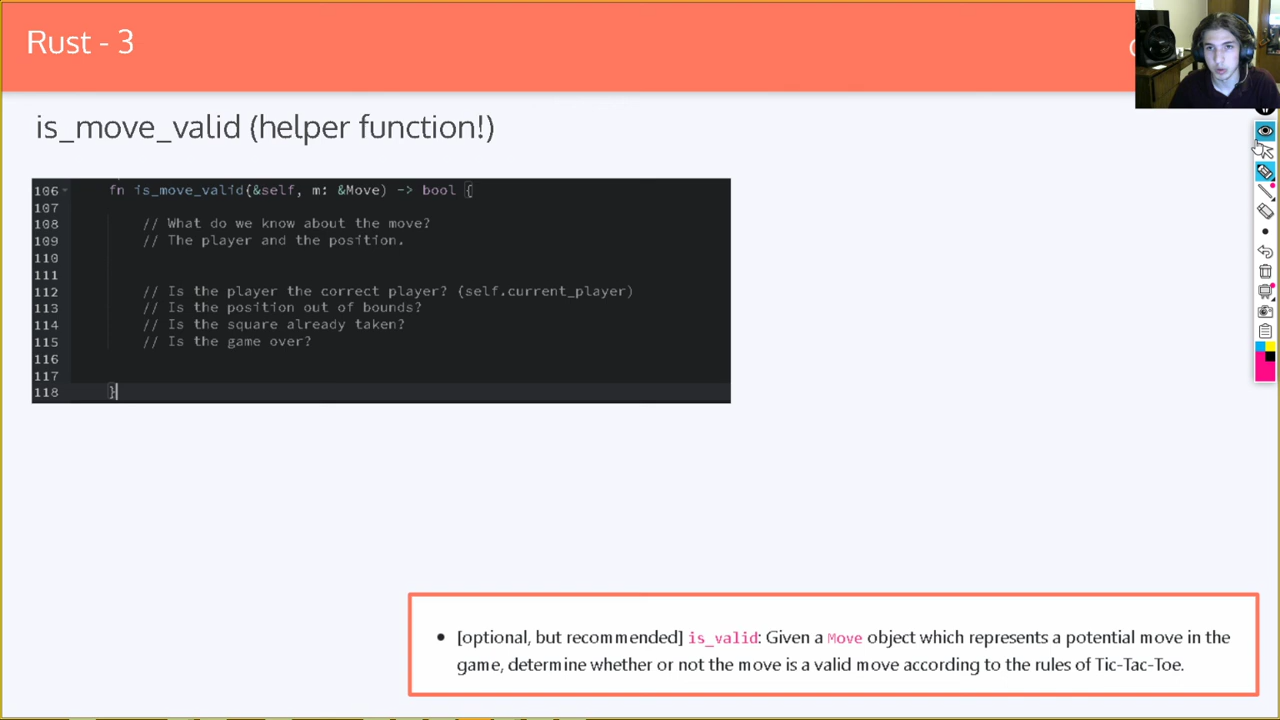 Rust - 3
is_move_valid (helper function!)
106 fn is_move_valid(&self, m: &Move) -> bool {
107
108 // What do we know about the move?
109 // The player and the position.
110
111
112 // Is the player the correct player? (self.current_player)
113 // Is the position out of bounds?
114 // Is the square already taken?
115 // Is the game over?
116
117
118 }
• [optional, but recommended] is_valid: Given a Move object which represents a potential move in the
game, determine whether or not the move is a valid move according to the rules of Tic-Tac-Toe.